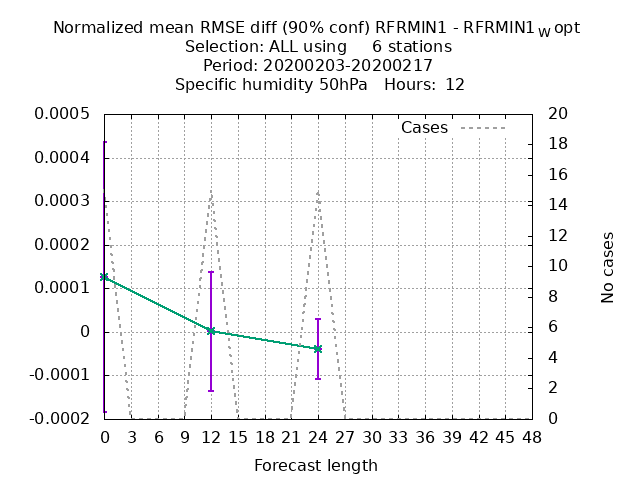 Normalized mean RMSE diff (90% conf) RFRMIN1 - RFRMIN1w opt
Selection: ALL using     6 stations
Period: 20200203-20200217
Specific humidity 50hPa   Hours:  12
Cases
0.0005
0.0004
0.0003
0.0002
0.0001
0
-0.0001
-0.0002
20
18
16
14
12
10
8
6
4
2
0
No cases
0 3 6 9 12 15 18 21 24 27 30 33 36 39 42 45 48
Forecast length